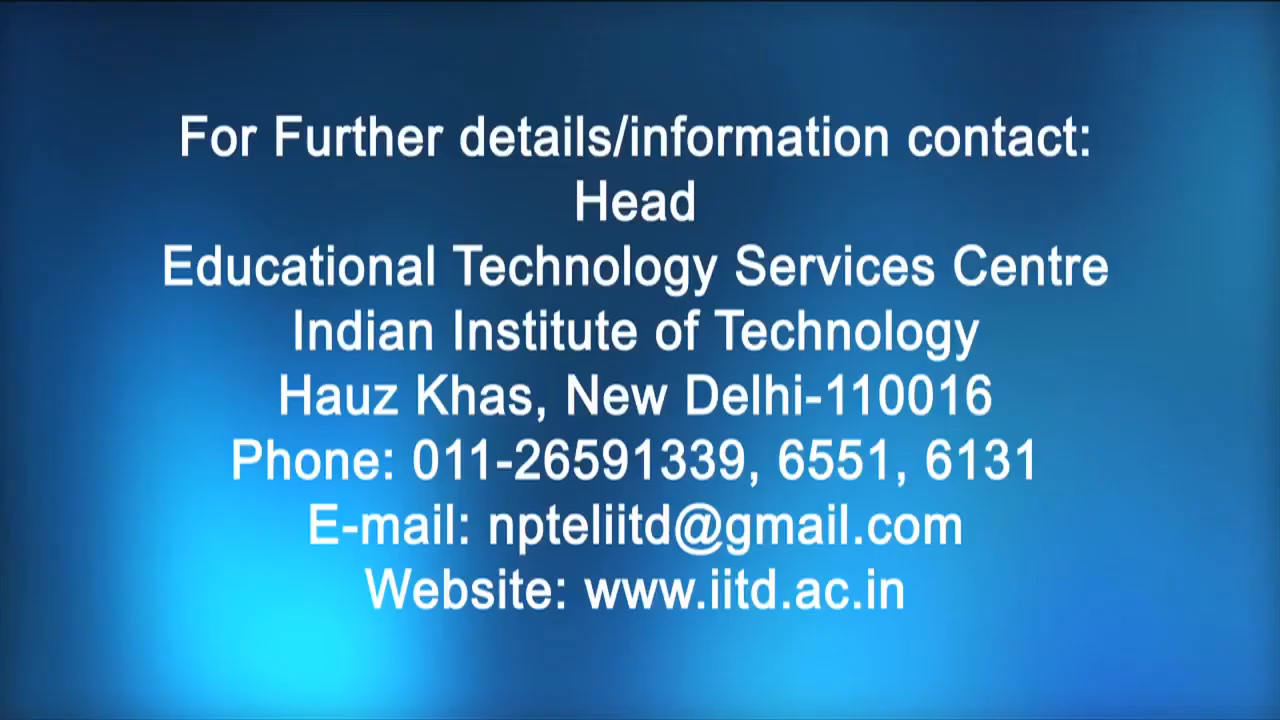 For Further details/information contact:
Head
Educational Technology Services Centre
Indian Institute of Technology
Hauz Khas, New Delhi-110016
Phone: 011-26591339, 6551, 6131
E-mail: npteliitd@gmail.com
Website: www.iitd.ac.in